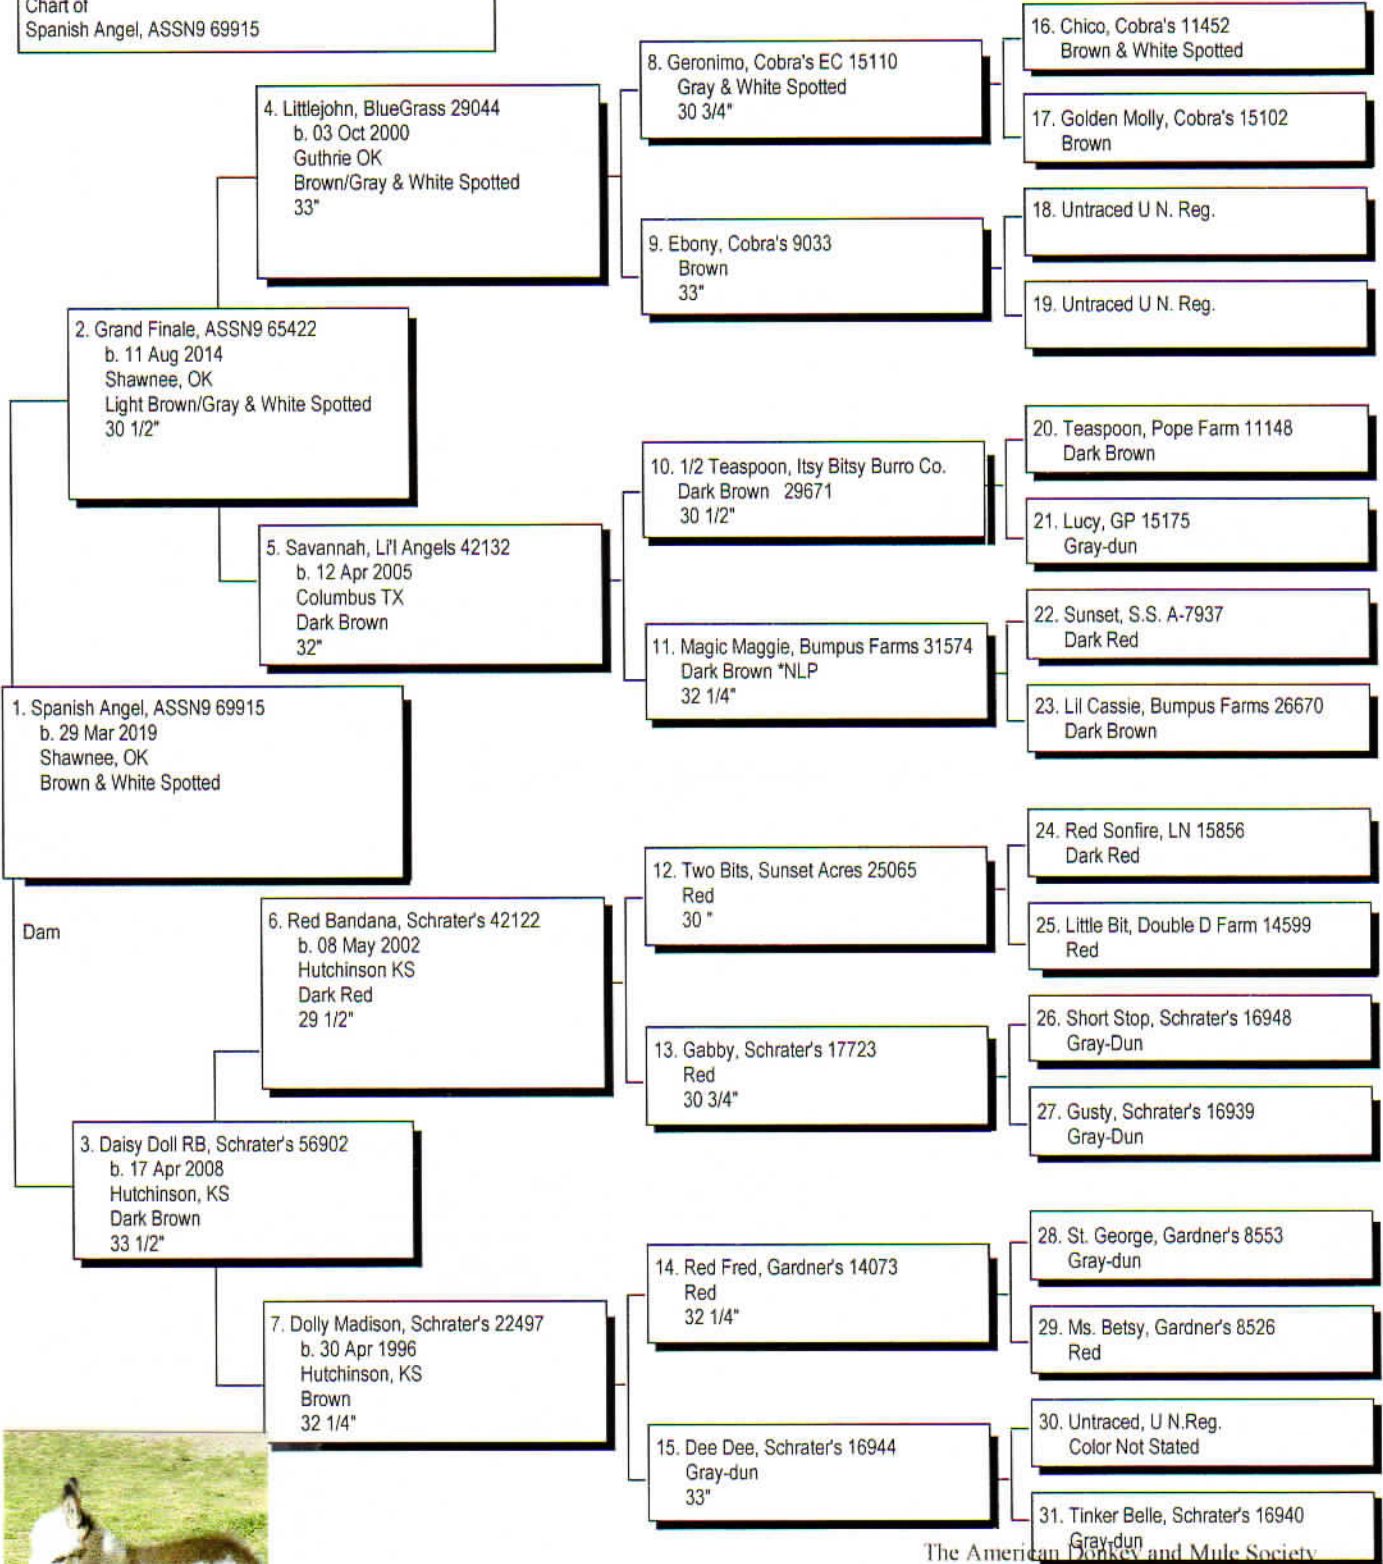 Chart of
Spanish Angel, ASSN9 69915
1. Spanish Angel, ASSN9 69915
b. 29 Mar 2019
Shawnee, OK
Brown & White Spotted
2. Grand Finale, ASSN9 65422
b. 11 Aug 2014
Shawnee, OK
Light Brown/Gray & White Spotted
30 1/2"
Dam
3. Daisy Doll RB, Schrater's 56902
b. 17 Apr 2008
Hutchinson, KS
Dark Brown
33 1/2"
4. Littlejohn, BlueGrass 29044
b. 03 Oct 2000
Guthrie OK
Brown/Gray & White Spotted
33"
5. Savannah, Li'l Angels 42132
b. 12 Apr 2005
Columbus TX
Dark Brown
32"
6. Red Bandana, Schrater's 42122
b. 08 May 2002
Hutchinson KS
Dark Red
29 1/2"
7. Dolly Madison, Schrater's 22497
b. 30 Apr 1996
Hutchinson, KS
Brown
32 1/4"
8. Geronimo, Cobra's EC 15110
Gray & White Spotted
30 3/4"
9. Ebony, Cobra's 9033
Brown
33"
10. 1/2 Teaspoon, Itsy Bitsy Burro Co.
Dark Brown 29671
30 1/2"
11. Magic Maggie, Bumpus Farms 31574
Dark Brown *NLP
32 1/4"
12. Two Bits, Sunset Acres 25065
Red
30 "
13. Gabby, Schrater's 17723
Red
30 3/4"
14. Red Fred, Gardner's 14073
Red
32 1/4"
15. Dee Dee, Schrater's 16944
Gray-dun
33"
16. Chico, Cobra's 11452
Brown & White Spotted
17. Golden Molly, Cobra's 15102
Brown
18. Untraced U N. Reg.
19. Untraced U N. Reg.
20. Teaspoon, Pope Farm 11148
Dark Brown
21. Lucy, GP 15175
Gray-dun
22. Sunset, S.S. A-7937
Dark Red
23. Lil Cassie, Bumpus Farms 26670
Dark Brown
24. Red Sonfire, LN 15856
Dark Red
25. Little Bit, Double D Farm 14599
Red
26. Short Stop, Schrater's 16948
Gray-Dun
27. Gusty, Schrater's 16939
Gray-Dun
28. St. George, Gardner's 8553
Gray-dun
29. Ms. Betsy, Gardner's 8526
Red
30. Untraced, U N.Reg.
Color Not Stated
31. Tinker Belle, Schrater's 16940
Gray-dun
The American Donkey and Mule Society